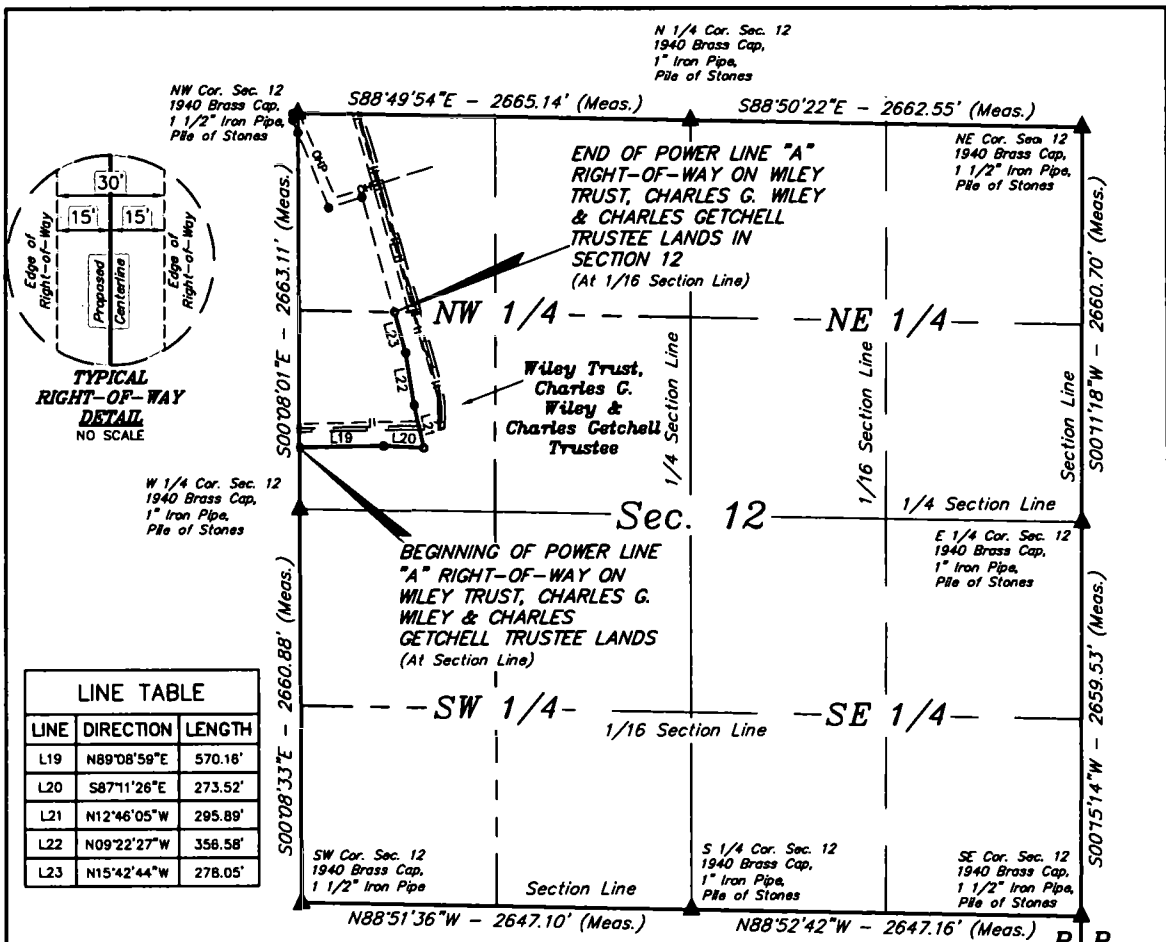 N 1/4 Cor. Sec. 12
1940 Brass Cap,
1" Iron Pipe,
Pile of Stones
NW Cor. Sec. 12
1940 Brass Cap,
1 1/2" Iron Pipe,
Pile of Stones
S88°49'54"E - 2665.14' (Meas.)
S88°50'22"E - 2662.55' (Meas.)
NE Cor. Sec. 12
1940 Brass Cap,
1 1/2" Iron Pipe,
Pile of Stones
OHP
END OF POWER LINE "A"
RIGHT-OF-WAY ON WILEY
TRUST, CHARLES G. WILEY
& CHARLES GETCHELL
TRUSTEE LANDS IN
SECTION 12
(At 1/16 Section Line)
30'
15'
15'
Edge of
Right-of-Way
Proposed
Centerline
Edge of
Right-of-Way
TYPICAL
RIGHT-OF-WAY
DETAIL
NO SCALE
S00°08'01"E - 2663.11' (Meas.)
NW 1/4
NE 1/4
L23
L22
L21
L19
L20
Wiley Trust,
Charles G.
Wiley &
Charles Getchell
Trustee
1/4 Section Line
1/16 Section Line
Section Line
S00°11'18"W - 2660.70' (Meas.)
W 1/4 Cor. Sec. 12
1940 Brass Cap,
1" Iron Pipe,
Pile of Stones
Sec. 12
1/4 Section Line
E 1/4 Cor. Sec. 12
1940 Brass Cap,
1" Iron Pipe,
Pile of Stones
BEGINNING OF POWER LINE
"A" RIGHT-OF-WAY ON
WILEY TRUST, CHARLES G.
WILEY & CHARLES
GETCHELL TRUSTEE LANDS
(At Section Line)
S00°08'33"E - 2660.88' (Meas.)
SW 1/4
SE 1/4
1/16 Section Line
S00°15'14"W - 2659.53' (Meas.)
LINE TABLE
LINE DIRECTION LENGTH
L19 N89°08'59"E 570.16'
L20 S87°11'26"E 273.52'
L21 N12°46'05"W 295.89'
L22 N09°22'27"W 356.58'
L23 N15°42'44"W 278.05'
SW Cor. Sec. 12
1940 Brass Cap,
1 1/2" Iron Pipe
Section Line
S 1/4 Cor. Sec. 12
1940 Brass Cap,
1" Iron Pipe,
Pile of Stones
SE Cor. Sec. 12
1940 Brass Cap,
1 1/2" Iron Pipe,
Pile of Stones
N88°51'36"W - 2647.10' (Meas.)
N88°52'42"W - 2647.16' (Meas.)